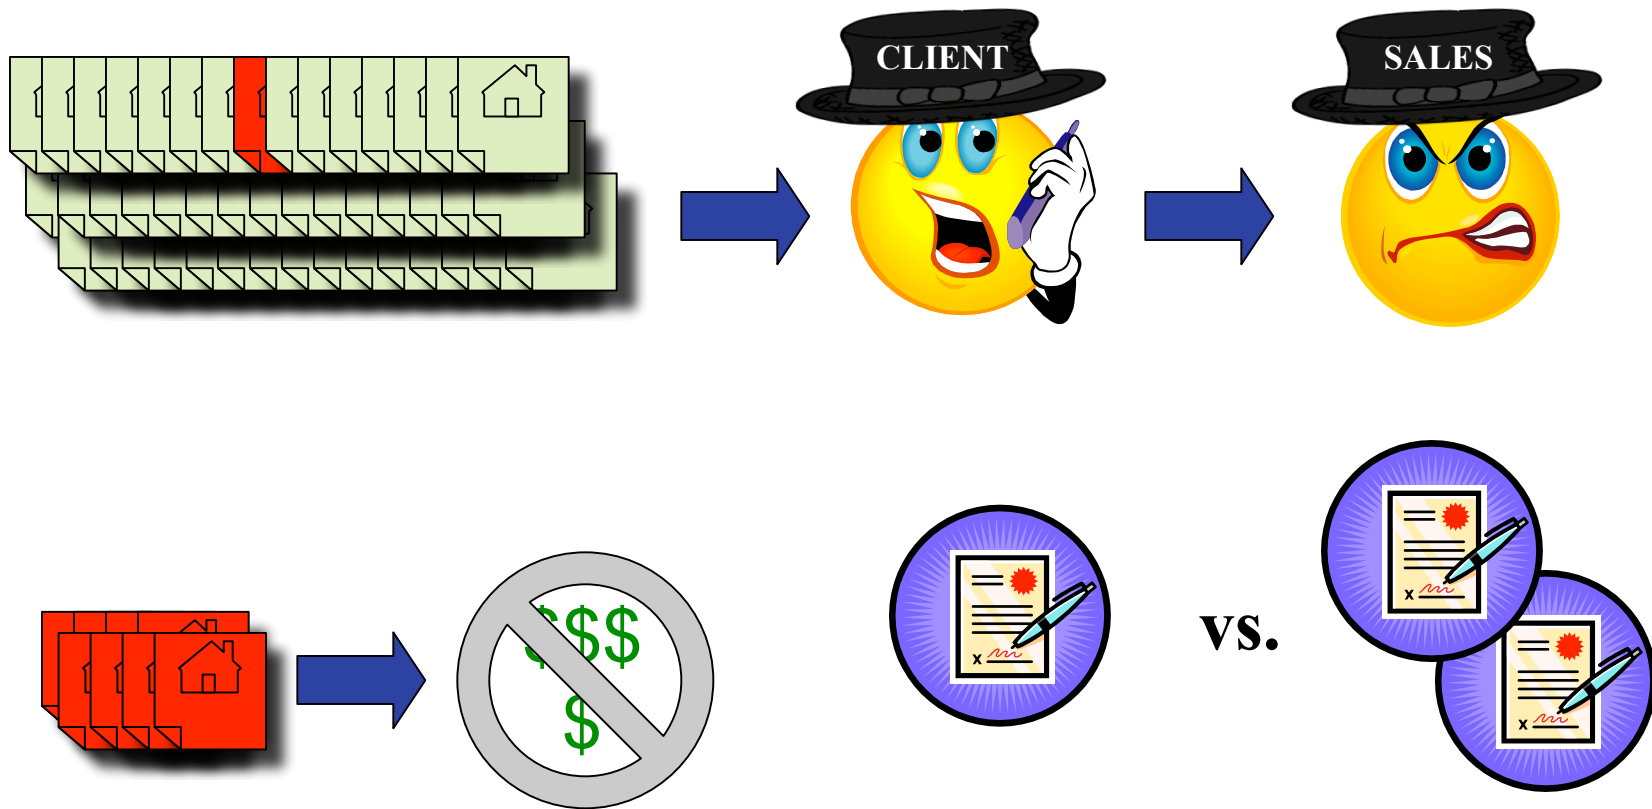 CLIENT
SALES
$$$
$
vs.
x
x
x